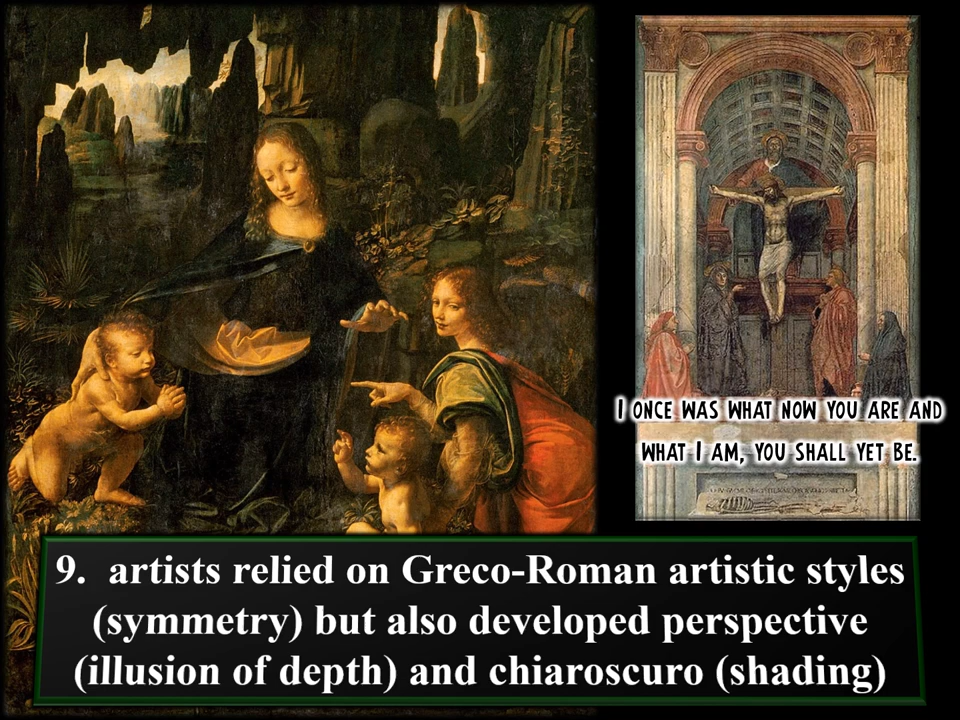 I ONCE WAS WHAT NOW YOU ARE AND
WHAT I AM, YOU SHALL YET BE.
9. artists relied on Greco-Roman artistic styles
(symmetry) but also developed perspective
(illusion of depth) and chiaroscuro (shading)